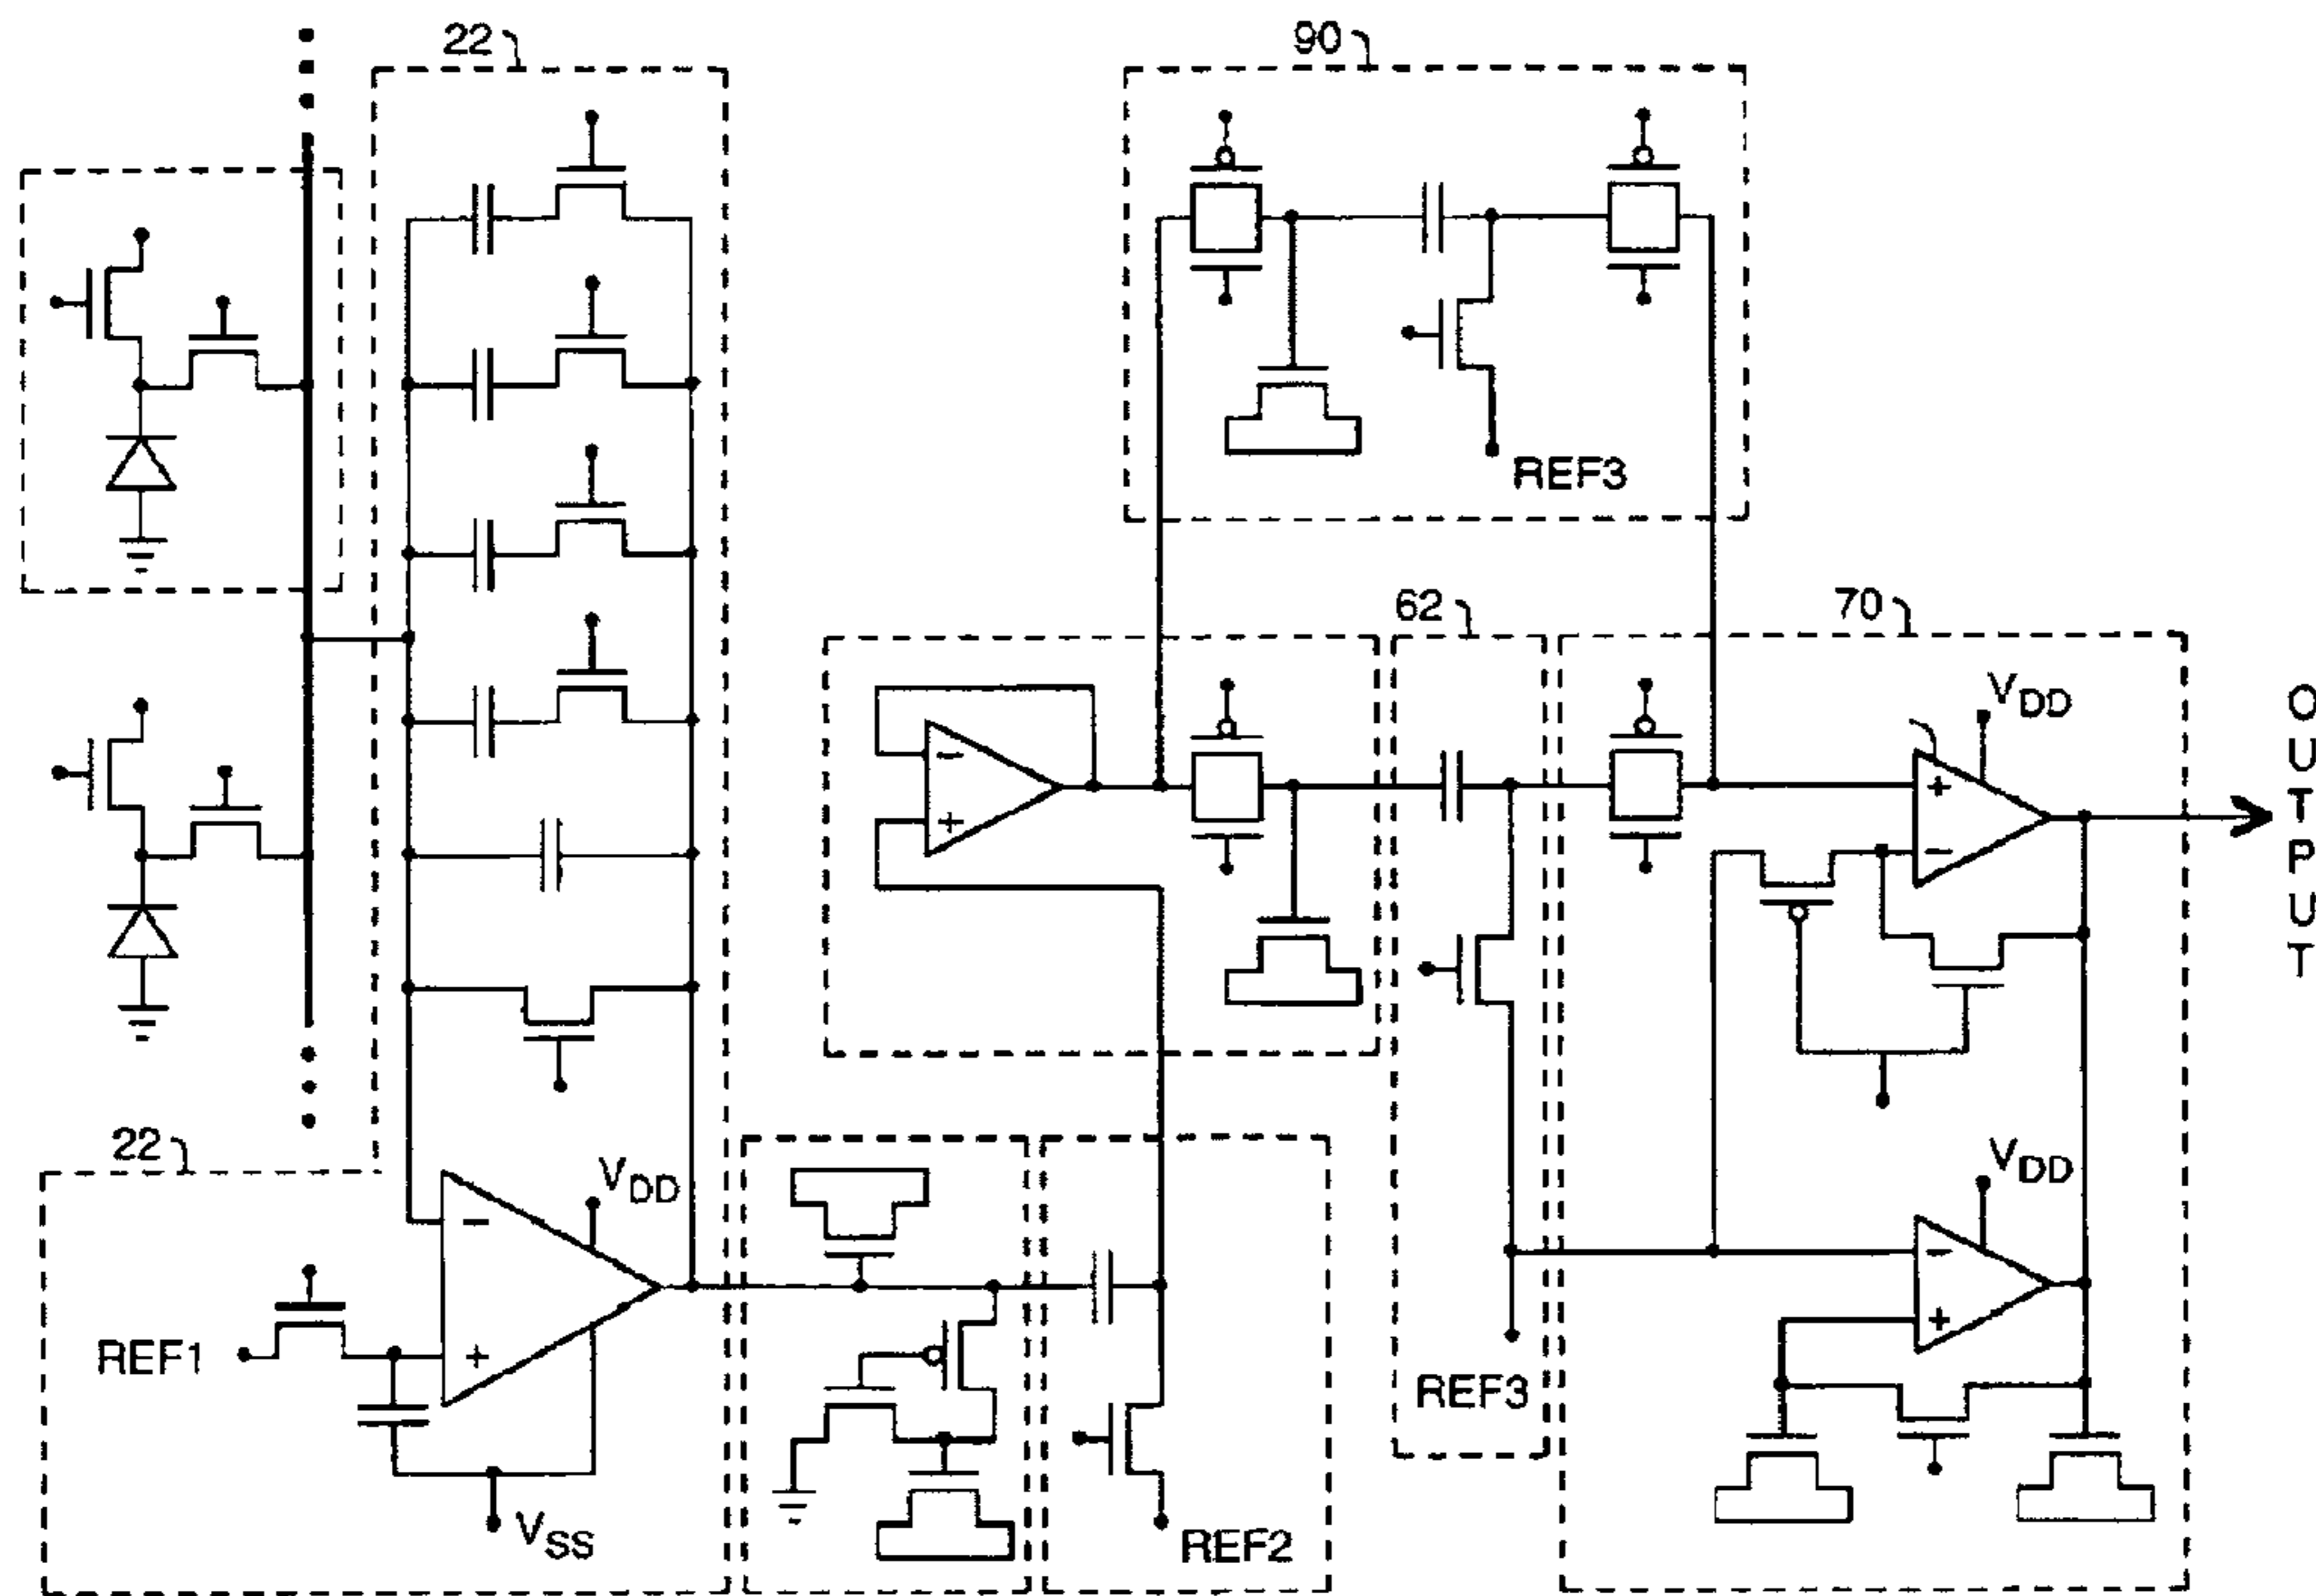 22
90
REF3
62
70
VDD
OUTPUT
22
VDD
VDD
REF1
REF3
VSS
REF2